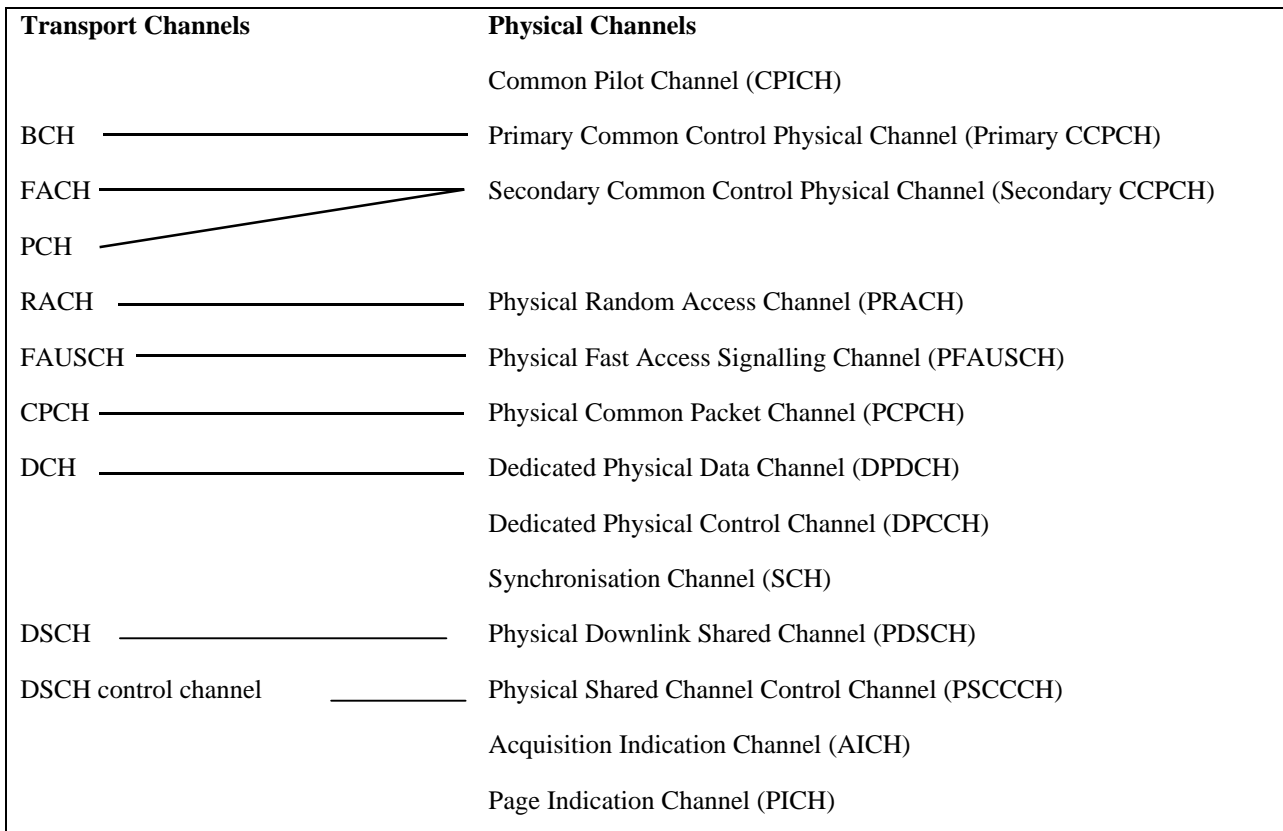 Transport Channels Physical Channels
Common Pilot Channel (CPICH)
BCH Primary Common Control Physical Channel (Primary CCPCH)
FACH Secondary Common Control Physical Channel (Secondary CCPCH)
PCH
RACH Physical Random Access Channel (PRACH)
FAUSCH Physical Fast Access Signalling Channel (PFAUSCH)
CPCH Physical Common Packet Channel (PCPCH)
DCH Dedicated Physical Data Channel (DPDCH)
Dedicated Physical Control Channel (DPCCH)
Synchronisation Channel (SCH)
DSCH Physical Downlink Shared Channel (PDSCH)
DSCH control channel Physical Shared Channel Control Channel (PSCCCH)
Acquisition Indication Channel (AICH)
Page Indication Channel (PICH)